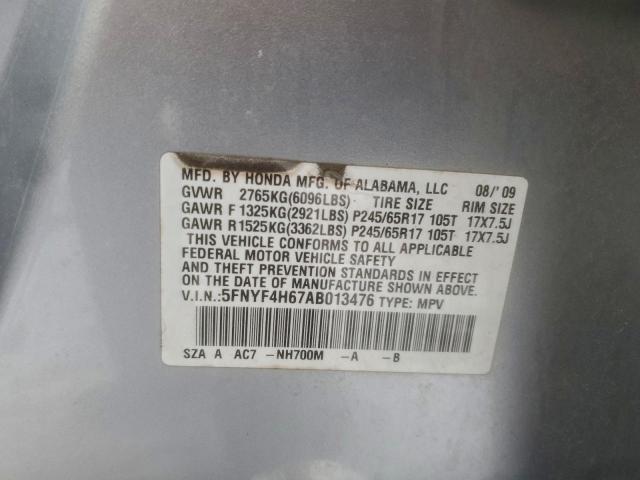 MFD. BY HONDA MFG. OF ALABAMA, LLC 08/'09
GVWR 2765KG(6096LBS) TIRE SIZE RIM SIZE
GAWR F 1325KG(2921LBS) P245/65R17 105T 17X7.5J
GAWR R 1525KG(3362LBS) P245/65R17 105T 17X7.5J
THIS VEHICLE CONFORMS TO ALL APPLICABLE
FEDERAL MOTOR VEHICLE SAFETY
AND THEFT PREVENTION STANDARDS IN EFFECT
ON THE DATE OF MANUFACTURE SHOWN ABOVE.
V.I.N.:5FNYF4H67AB013476 TYPE: MPV
SZA A AC7 -NH700M -A -B